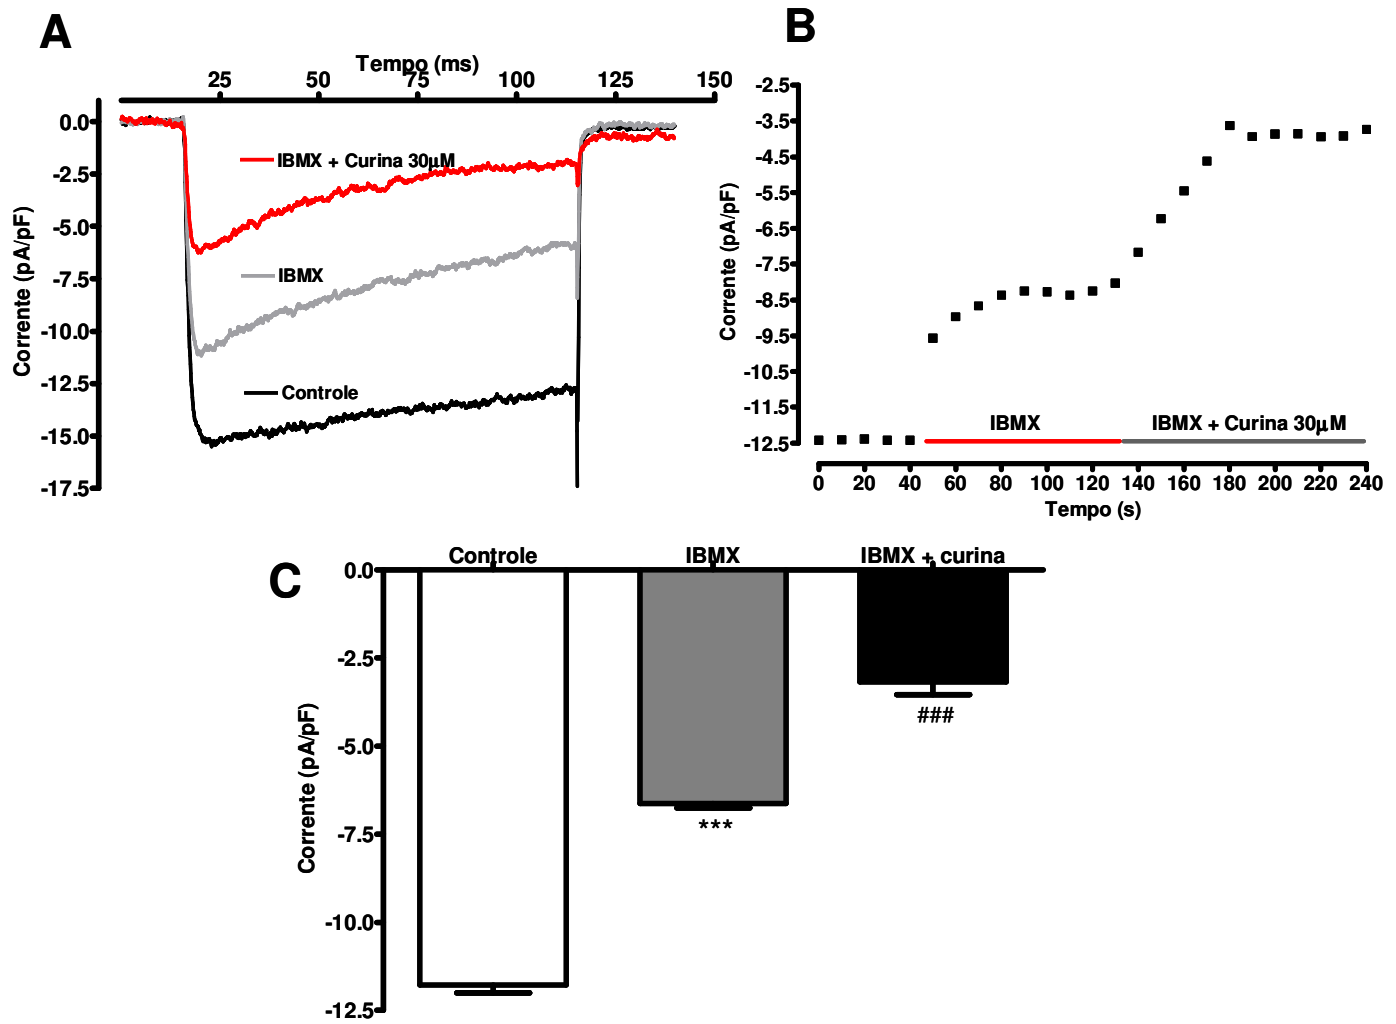 A
Tempo (ms)
25 50 75 100 125 150
0.0
-2.5
-5.0
-7.5
-10.0
-12.5
-15.0
-17.5
Corrente (pA/pF)
IBMX + Curina 30μM
IBMX
Controle
B
-2.5
-3.5
-4.5
-5.5
-6.5
-7.5
-8.5
-9.5
-10.5
-11.5
-12.5
Corrente (pA/pF)
IBMX
IBMX + Curina 30μM
0 20 40 60 80 100 120 140 160 180 200 220 240
Tempo (s)
C
Controle IBMX IBMX + curina
0.0
-2.5
-5.0
-7.5
-10.0
-12.5
Corrente (pA/pF)
###
***